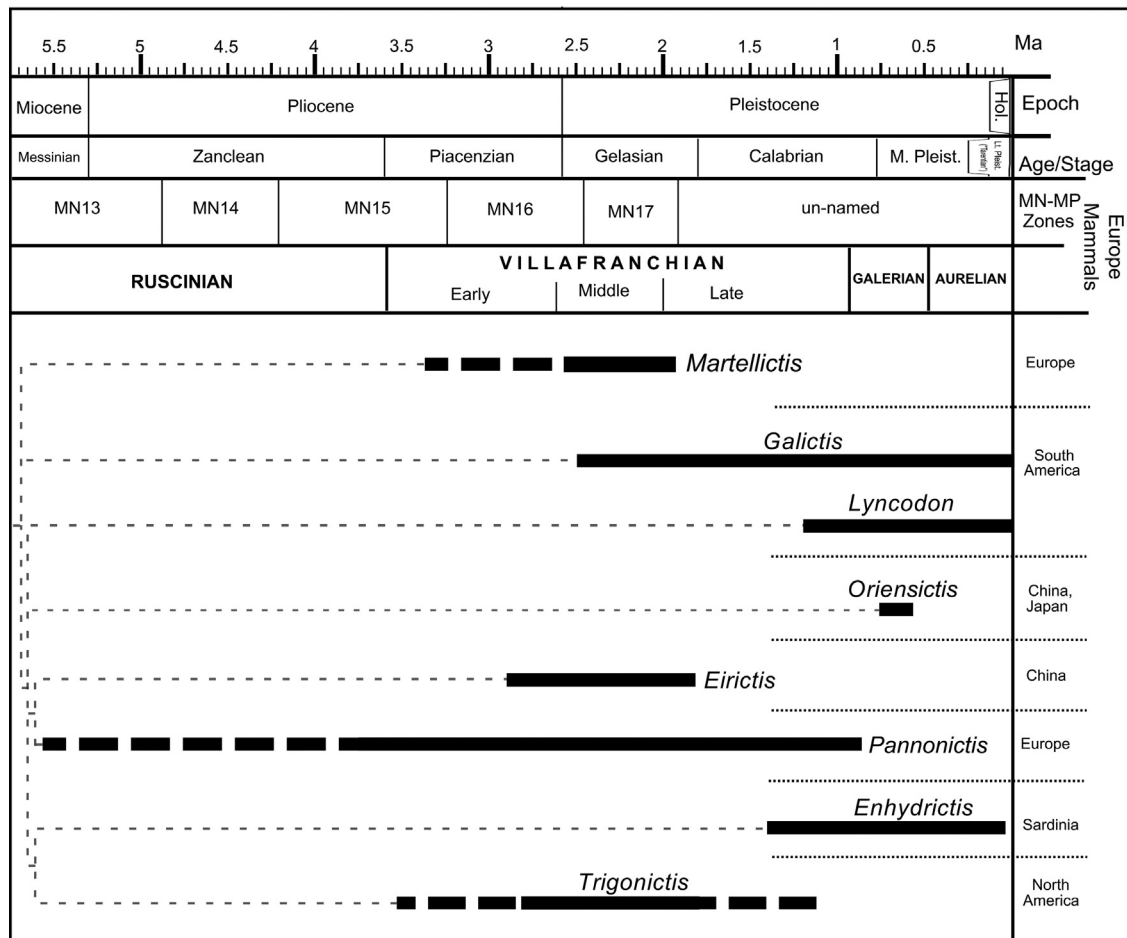 5.5 5 4.5 4 3.5 3 2.5 2 1.5 1 0.5 Ma
Miocene Pliocene Pleistocene Hol. Epoch
Messinian Zanclean Piacenzian Gelasian Calabrian M. Pleist. Lt. Pleist. Age/Stage
(Tarentian)
MN13 MN14 MN15 MN16 MN17 un-named MN-MP
Zones
Europe
Mammals
RUSCINIAN VILLAFRANCHIAN GALERIAN AURELIAN
Early Middle Late
Martellictis Europe
Galictis South
America
Lyncodon
Oriensictis China,
Japan
Eirictis China
Pannonictis Europe
Enhydrictis Sardinia
Trigonictis North
America